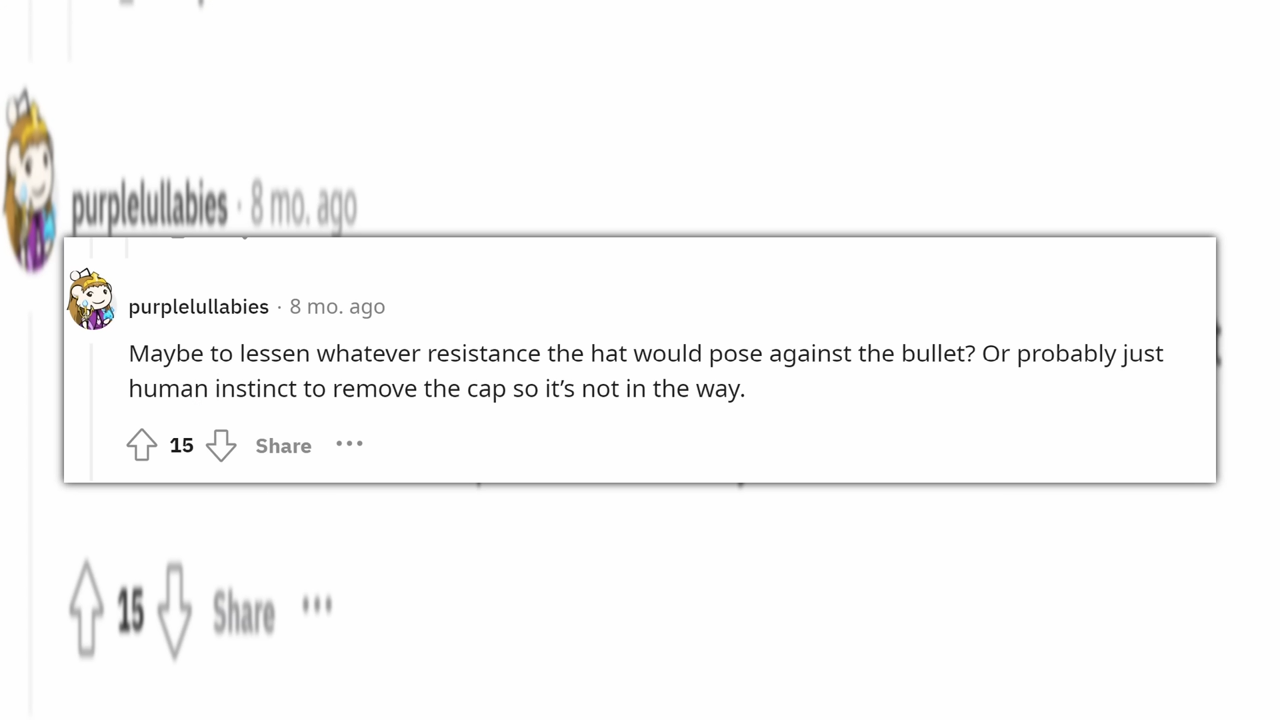 purplelullabies · 8 mo. ago
purplelullabies · 8 mo. ago
Maybe to lessen whatever resistance the hat would pose against the bullet? Or probably just
human instinct to remove the cap so it’s not in the way.
15 Share
15 Share